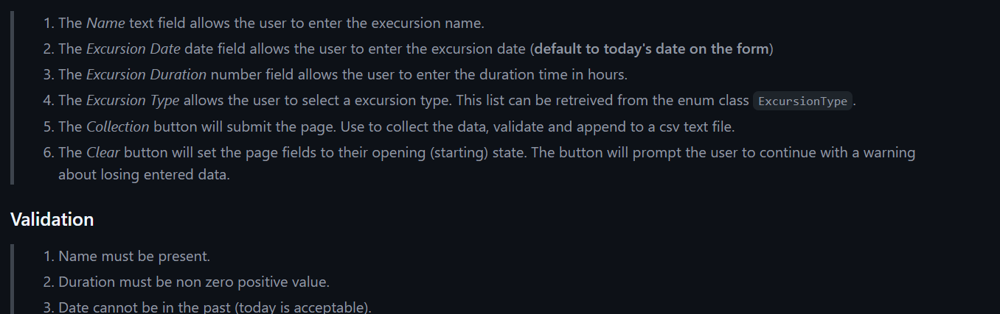 1. The Name text field allows the user to enter the execursion name.
2. The Excursion Date date field allows the user to enter the excursion date (default to today's date on the form)
3. The Excursion Duration number field allows the user to enter the duration time in hours.
4. The Excursion Type allows the user to select a excursion type. This list can be retreived from the enum class ExcursionType.
5. The Collection button will submit the page. Use to collect the data, validate and append to a csv text file.
6. The Clear button will set the page fields to their opening (starting) state. The button will prompt the user to continue with a warning
about losing entered data.
Validation
1. Name must be present.
2. Duration must be non zero positive value.
3. Date cannot be in the past (today is acceptable).